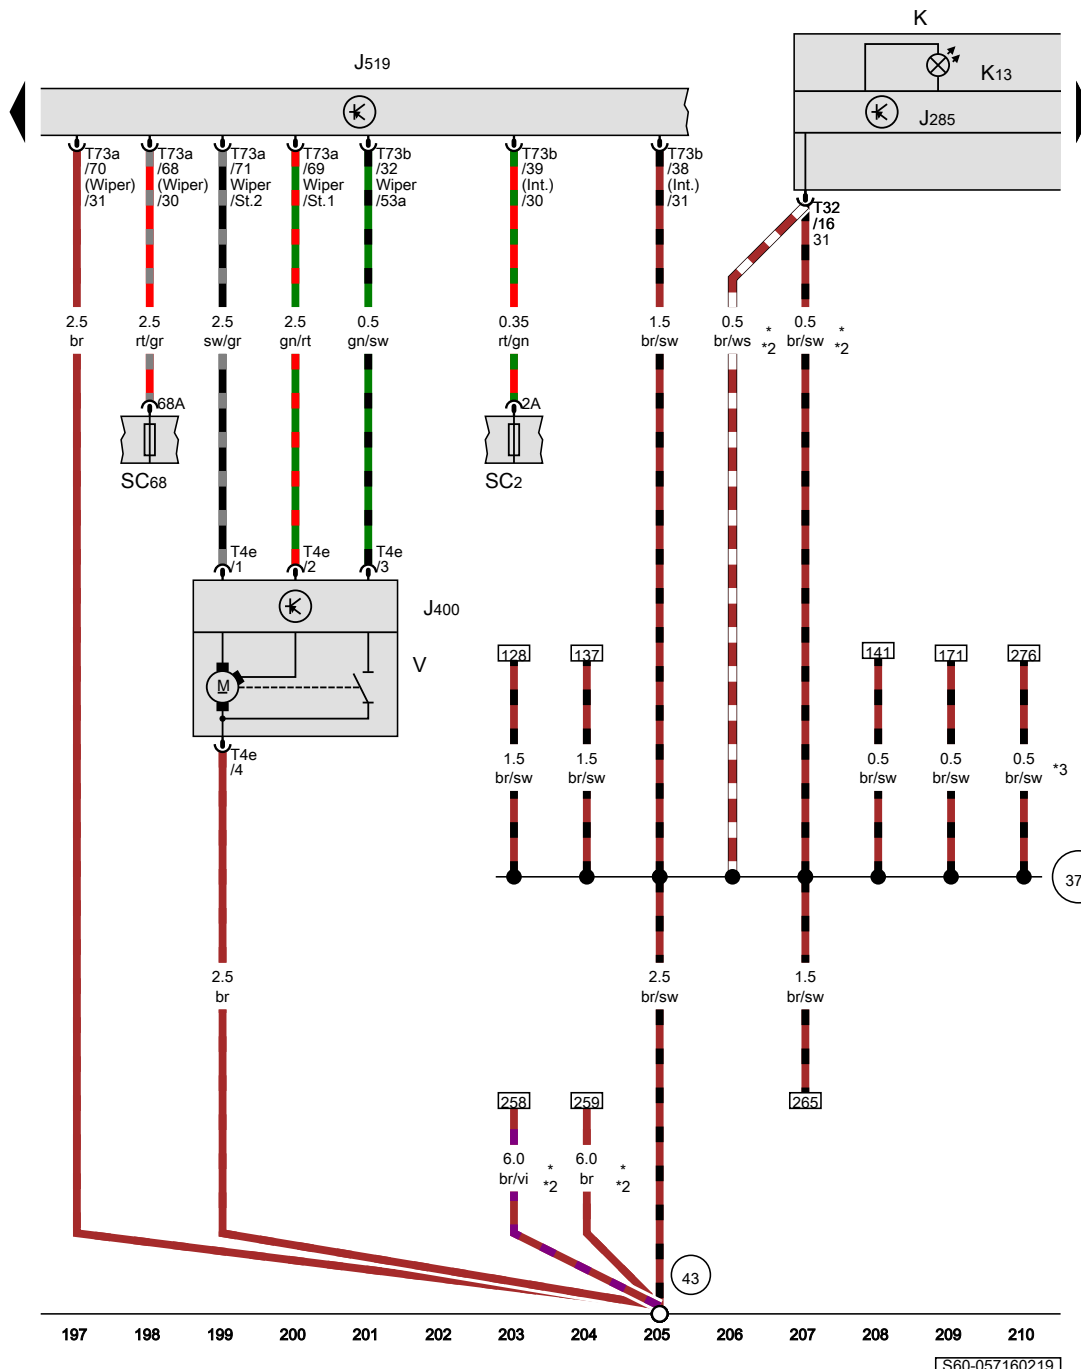 K
J519
K13
J285
T73a
/70
(Wiper)
/31
T73a
/68
(Wiper)
/30
T73a
/71
Wiper
/St.2
T73a
/69
Wiper
/St.1
T73b
/32
Wiper
/53a
T73b
/39
(Int.)
/30
T73b
/38
(Int.)
/31
T32
/16
31
2.5
br
2.5
rt/gr
2.5
sw/gr
2.5
gn/rt
0.5
gn/sw
0.35
rt/gn
1.5
br/sw
0.5
br/ws
*
*2
0.5
br/sw
*
*2
68A
SC68
2A
SC2
T4e
/1
T4e
/2
T4e
/3
J400
V
M
T4e
/4
128
137
141
171
276
1.5
br/sw
1.5
br/sw
0.5
br/sw
0.5
br/sw
0.5
br/sw
*3
37
2.5
br
2.5
br/sw
1.5
br/sw
258
259
265
6.0
br/vi
*
*2
6.0
br
*
*2
43
197 198 199 200 201 202 203 204 205 206 207 208 209 210
S60-057160219